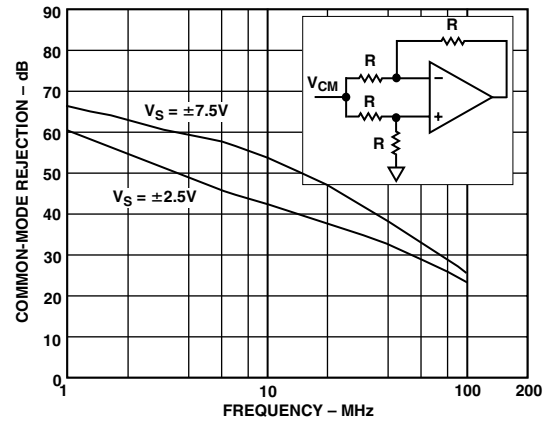 COMMON-MODE REJECTION – dB
90
80
70
60
50
40
30
20
10
0
R
V_CM
R
–
R
+
R
V_S = ±7.5V
V_S = ±2.5V
1
10
100
200
FREQUENCY – MHz